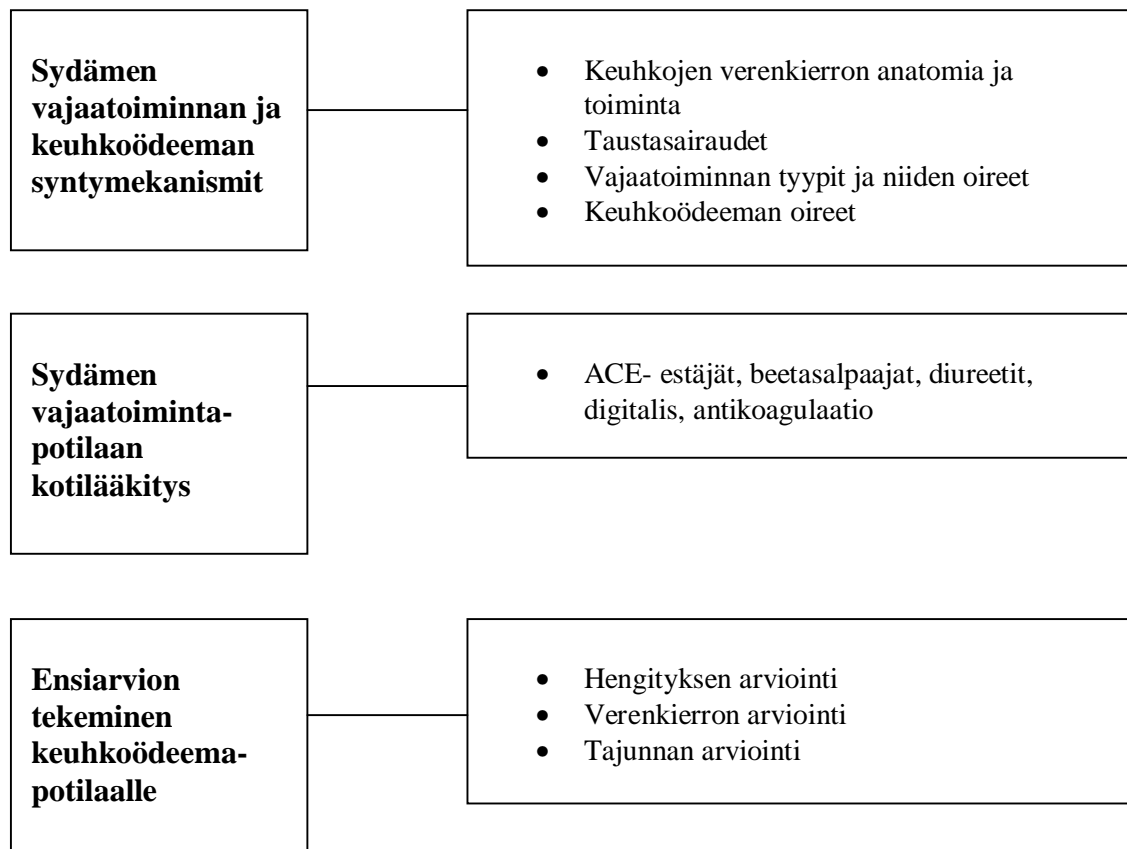 Sydämen
vajaatoiminnan ja
keuhkoödeeman
syntymekanismit
• Keuhkojen verenkierron anatomia ja
toiminta
• Taustasairaudet
• Vajaatoiminnan tyypit ja niiden oireet
• Keuhkoödeeman oireet
Sydämen
vajaatoiminta-
potilaan
kotilääkitys
• ACE- estäjät, beetasalpaajat, diureetit,
digitalis, antikoagulaatio
Ensiarvion
tekeminen
keuhkoödeema-
potilaalle
• Hengityksen arviointi
• Verenkierron arviointi
• Tajunnan arviointi